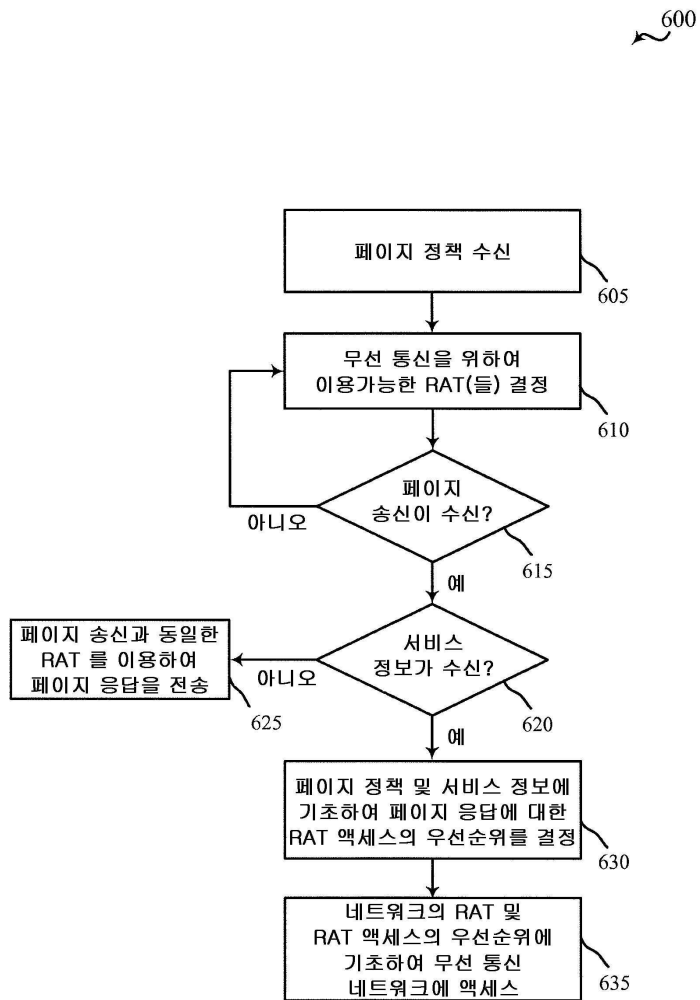 600
페이지 정책 수신
605
무선 통신을 위하여
이용가능한 RAT(들) 결정
610
페이지
송신이 수신?
아니오
615
예
페이지 송신과 동일한
RAT 를 이용하여
페이지 응답을 전송
625
아니오
서비스
정보가 수신?
620
예
페이지 정책 및 서비스 정보에
기초하여 페이지 응답에 대한
RAT 액세스의 우선순위를 결정
630
네트워크의 RAT 및
RAT 액세스의 우선순위에
기초하여 무선 통신
네트워크에 액세스
635